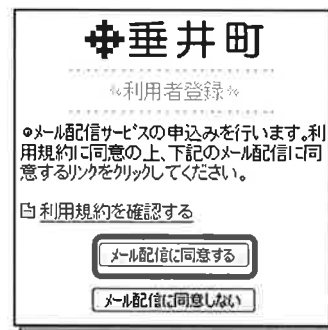 垂井町
利用者登録
メール配信サービスの申込みを行います。利
用規約に同意の上、下記のメール配信に同
意するリンクをクリックしてください。
利用規約を確認する
メール配信に同意する
メール配信に同意しない